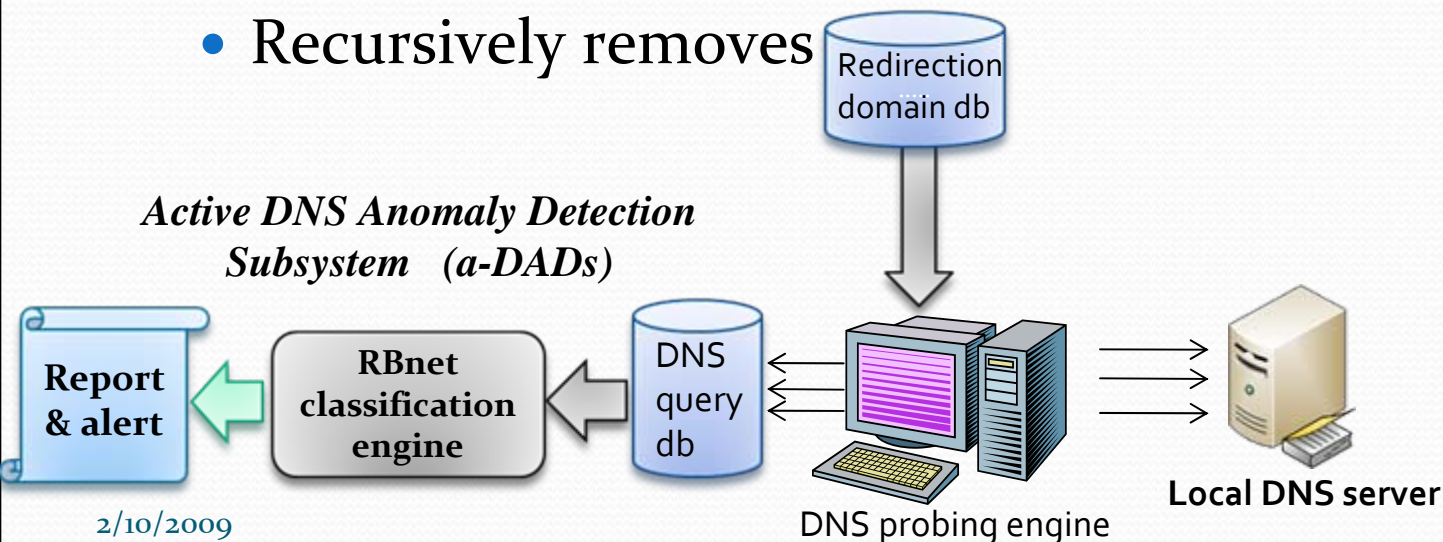 • Recursively removes
Redirection
....
domain db
Active DNS Anomaly Detection
Subsystem (a-DADs)
Report
& alert
RBnet
classification
engine
DNS
query
db
Local DNS server
2/10/2009
DNS probing engine